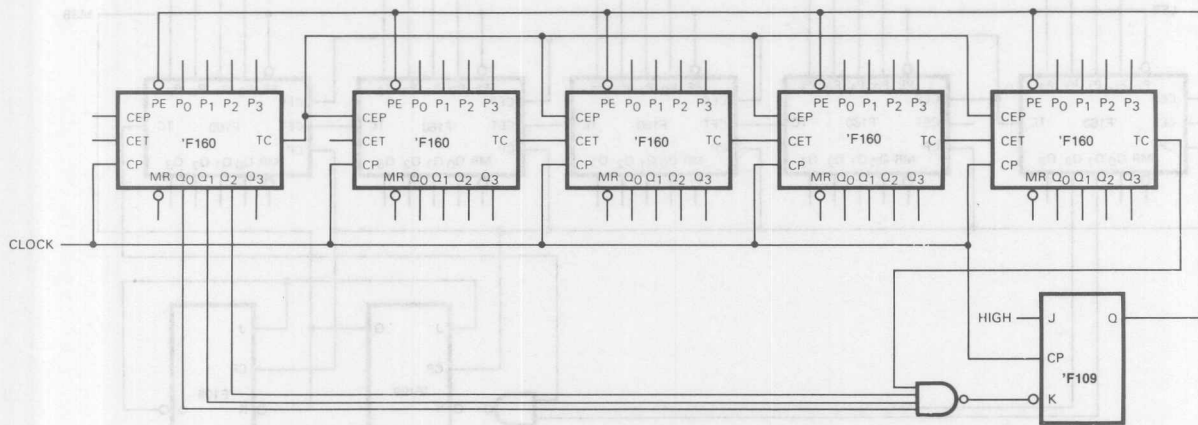 PE P0 P1 P2 P3
CEP
CET 'F160 TC
CP
MR Q0 Q1 Q2 Q3
PE P0 P1 P2 P3
CEP
CET 'F160 TC
CP
MR Q0 Q1 Q2 Q3
PE P0 P1 P2 P3
CEP
CET 'F160 TC
CP
MR Q0 Q1 Q2 Q3
PE P0 P1 P2 P3
CEP
CET 'F160 TC
CP
MR Q0 Q1 Q2 Q3
PE P0 P1 P2 P3
CEP
CET 'F160 TC
CP
MR Q0 Q1 Q2 Q3
CLOCK
HIGH J Q
CP
'F109
K